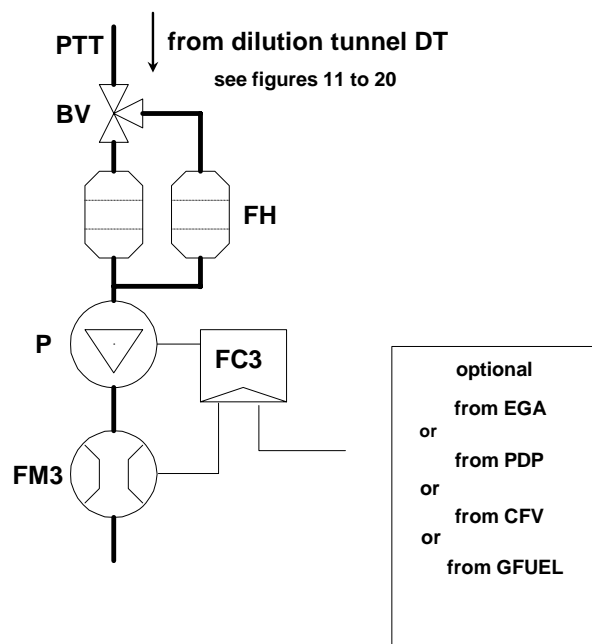 PTT
from dilution tunnel DT
see figures 11 to 20
BV
FH
P
FC3
FM3
optional
from EGA
or
from PDP
or
from CFV
or
from GFUEL